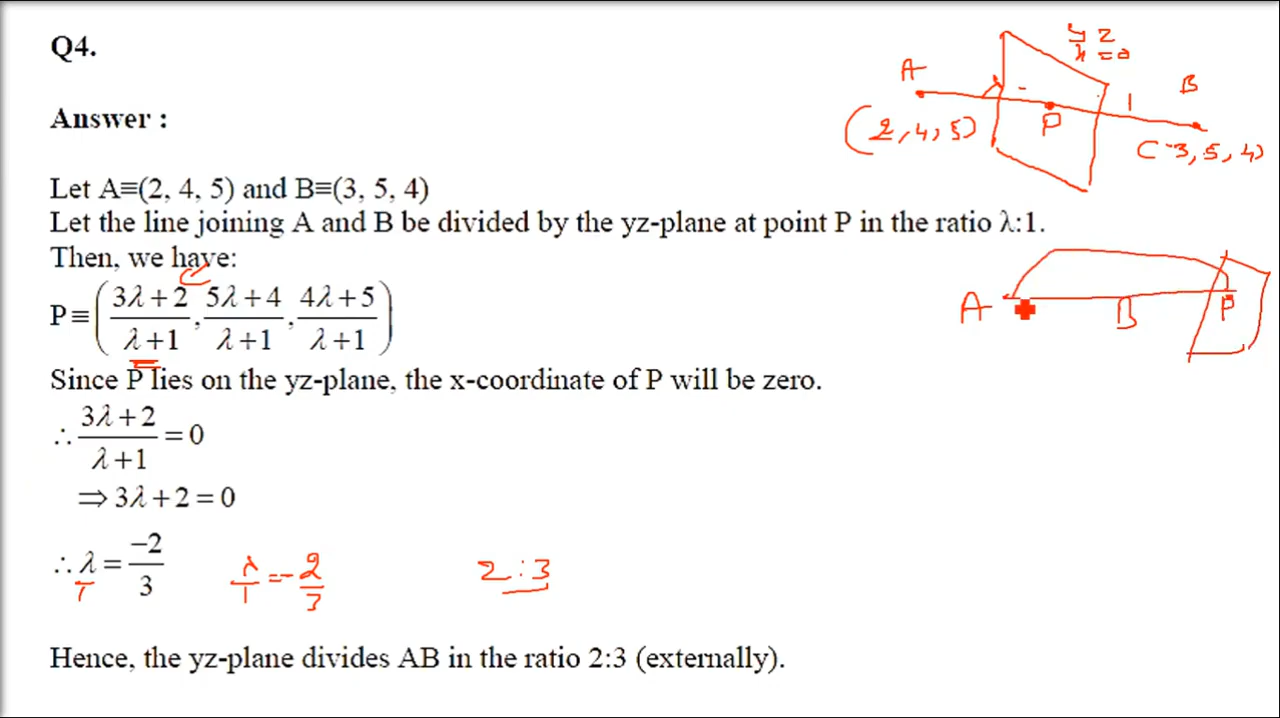 Q4.
Answer :
Let A≡(2, 4, 5) and B≡(3, 5, 4)
Let the line joining A and B be divided by the yz-plane at point P in the ratio λ:1.
Then, we have:
P≡((3λ+2)/(λ+1), (5λ+4)/(λ+1), (4λ+5)/(λ+1))
Since P lies on the yz-plane, the x-coordinate of P will be zero.
∴ (3λ+2)/(λ+1) = 0
⇒ 3λ+2 = 0
∴ λ = -2/3
1
λ/1 = -2/3
2:3
Hence, the yz-plane divides AB in the ratio 2:3 (externally).
y z
x = 0
A
B
λ
1
P
(2, 4, 5)
A
B
P